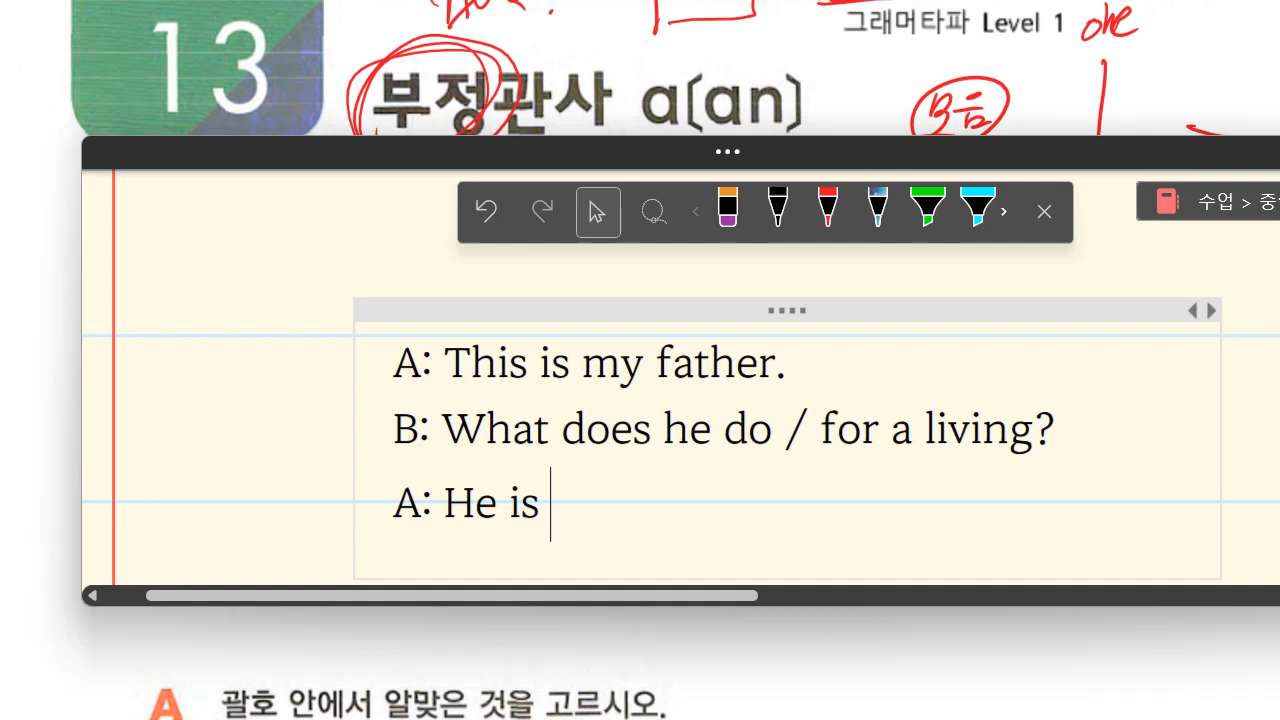 그래머타파 Level 1
one
13
부정관사 a(an)
수업 > 중
A: This is my father.
B: What does he do / for a living?
A: He is
A 괄호 안에서 알맞은 것을 고르시오.